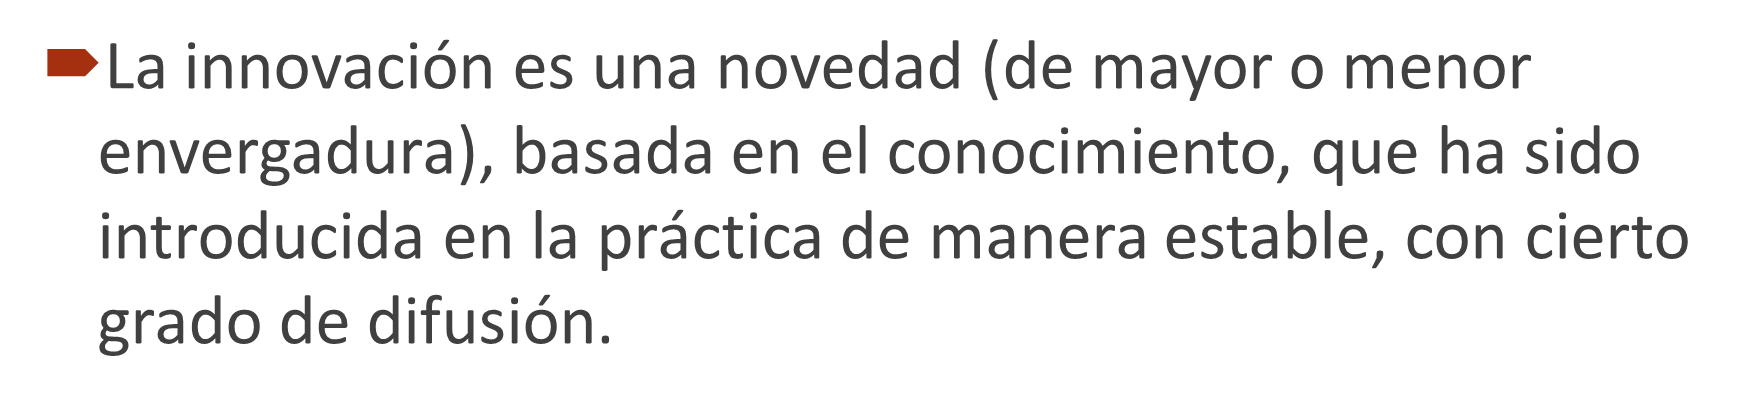 La innovación es una novedad (de mayor o menor
envergadura), basada en el conocimiento, que ha sido
introducida en la práctica de manera estable, con cierto
grado de difusión.